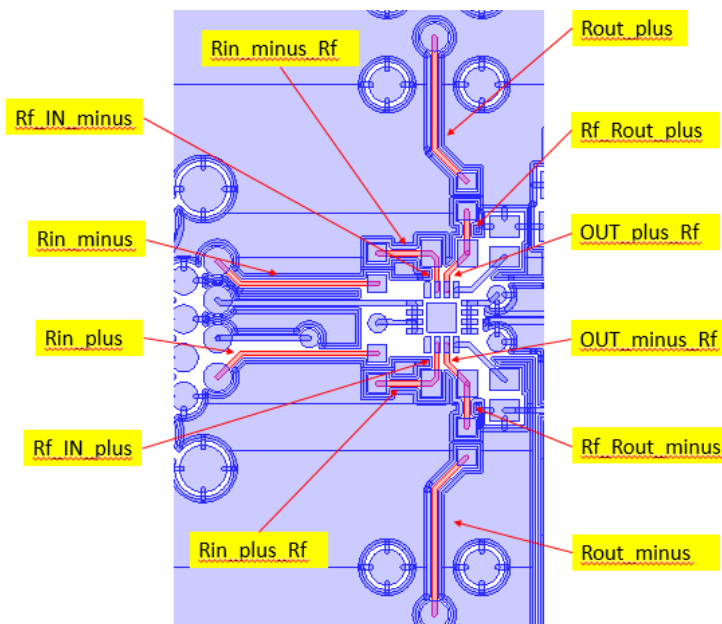 Rout_plus
Rin_minus_Rf
Rf_IN_minus
Rf_Rout_plus
Rin_minus
OUT_plus_Rf
Rin_plus
OUT_minus_Rf
Rf_IN_plus
Rf_Rout_minus
Rin_plus_Rf
Rout_minus